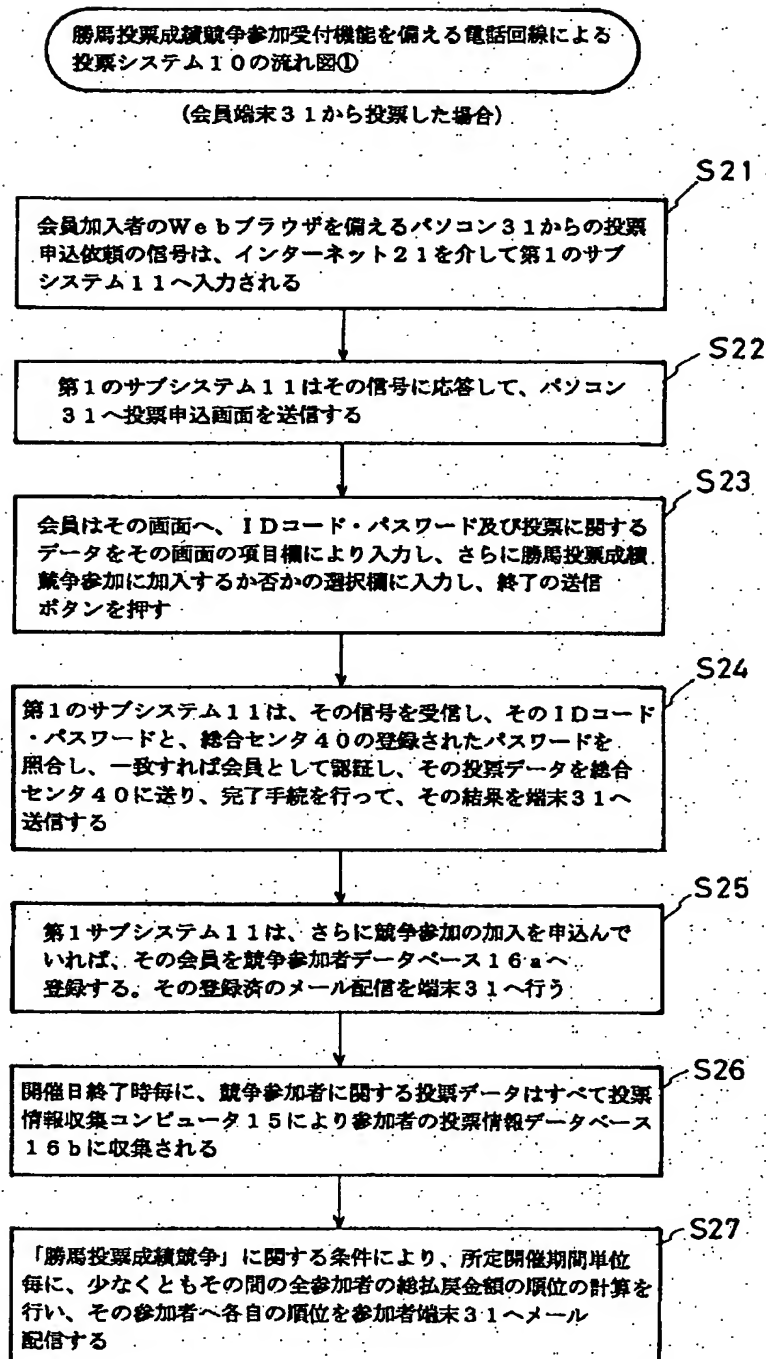 勝馬投票成績競争参加受付機能を備える電話回線による
投票システム10の流れ図①
(会員端末31から投票した場合)
S21
会員加入者のWebブラウザを備えるパソコン31からの投票
申込依頼の信号は、インターネット21を介して第1のサブ
システム11へ入力される
S22
第1のサブシステム11はその信号に応答して、パソコン
31へ投票申込画面を送信する
S23
会員はその画面へ、IDコード・パスワード及び投票に関する
データをその画面の項目欄により入力し、さらに勝馬投票成績
競争参加に加入するか否かの選択欄に入力し、終了の送信
ボタンを押す
S24
第1のサブシステム11は、その信号を受信し、そのIDコード
・パスワードと、総合センタ40の登録されたパスワードを
照合し、一致すれば会員として認証し、その投票データを総合
センタ40に送り、完了手続を行って、その結果を端末31へ
送信する
S25
第1サブシステム11は、さらに競争参加の加入を申込んで
いれば、その会員を競争参加者データベース16aへ
登録する。その登録済のメール配信を端末31へ行う
S26
開催日終了時毎に、競争参加者に関する投票データはすべて投票
情報収集コンピュータ15により参加者の投票情報データベース
16bに収集される
S27
「勝馬投票成績競争」に関する条件により、所定開催期間単位
毎に、少なくともその間の全参加者の総払戻金額の順位の計算を
行い、その参加者へ各自の順位を参加者端末31へメール
配信する